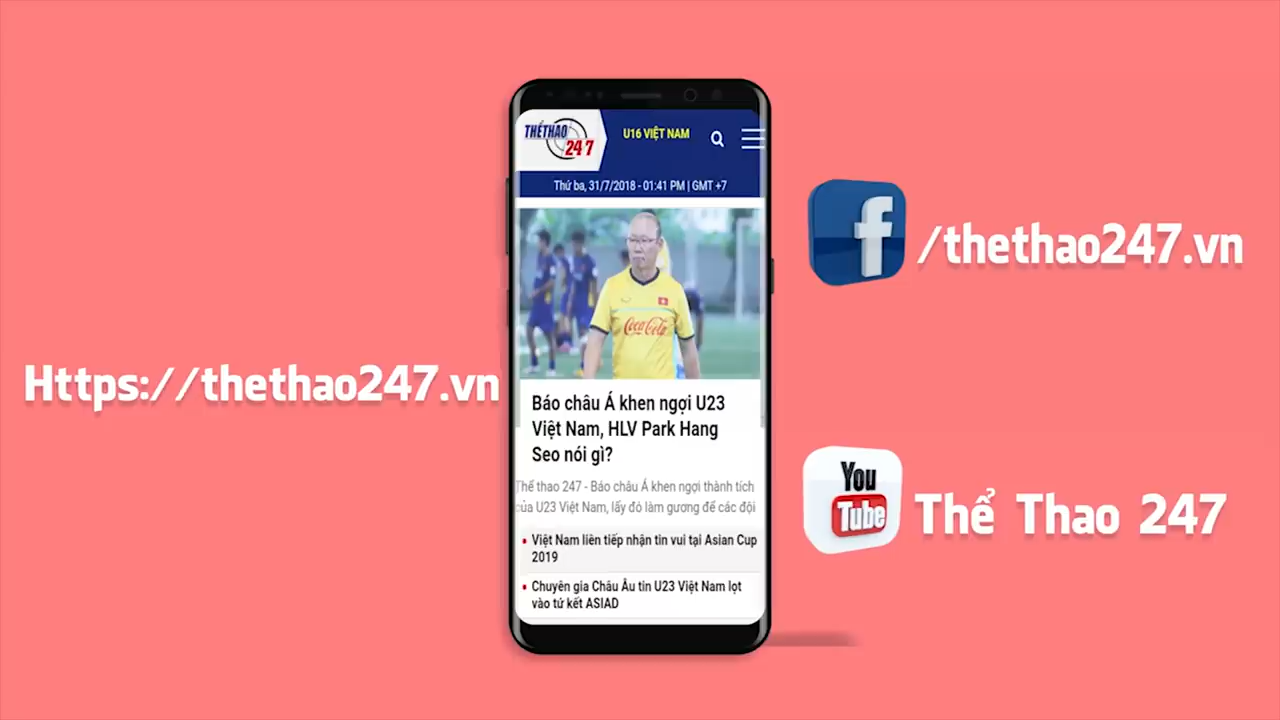 Https://thethao247.vn
THỂTHAO
24 7
U16 VIỆT NAM
Thứ ba, 31/7/2018 - 01:41 PM | GMT +7
Coca-Cola
Báo châu Á khen ngợi U23
Việt Nam, HLV Park Hang
Seo nói gì?
Thể thao 247 - Báo châu Á khen ngợi thành tích
của U23 Việt Nam, lấy đó làm gương để các đội
Việt Nam liên tiếp nhận tin vui tại Asian Cup
2019
Chuyên gia Châu Âu tin U23 Việt Nam lọt
vào tứ kết ASIAD
f /thethao247.vn
You
Tube
Thể Thao 247